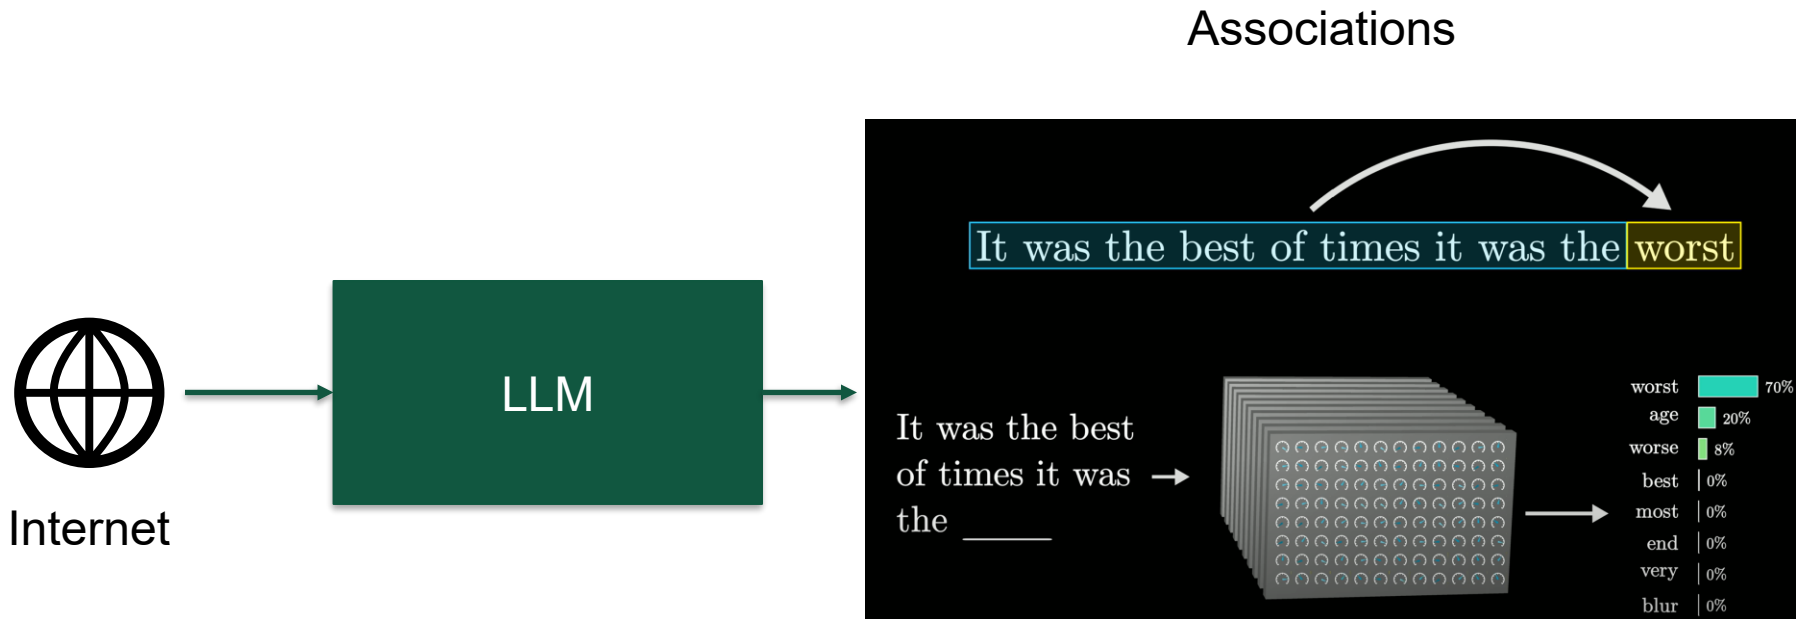 Associations
It was the best of times it was the worst
Internet
LLM
It was the best
of times it was
the _____
worst 70%
age 20%
worse 8%
best 0%
most 0%
end 0%
very 0%
blur 0%